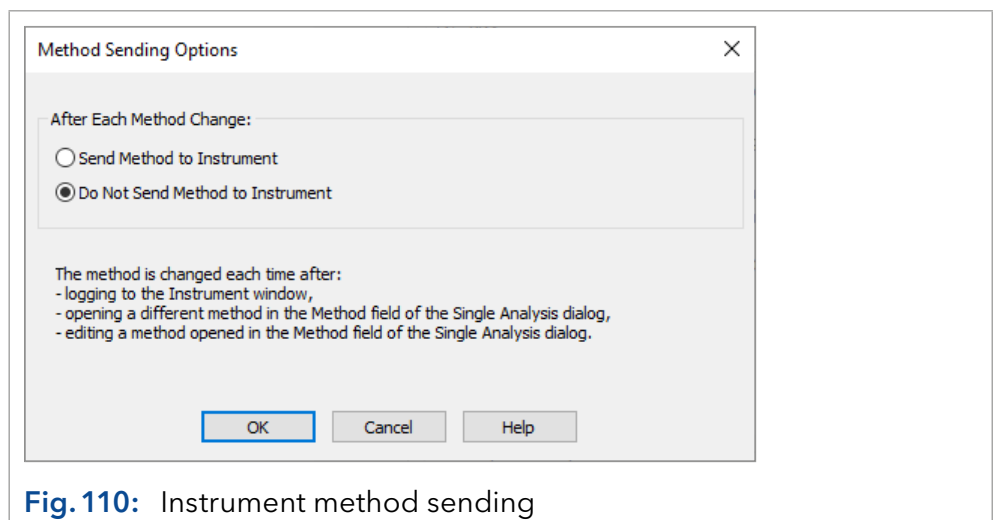 Method Sending Options
After Each Method Change:
Send Method to Instrument
Do Not Send Method to Instrument
The method is changed each time after:
- logging to the Instrument window,
- opening a different method in the Method field of the Single Analysis dialog,
- editing a method opened in the Method field of the Single Analysis dialog.
OK Cancel Help
Fig. 110: Instrument method sending